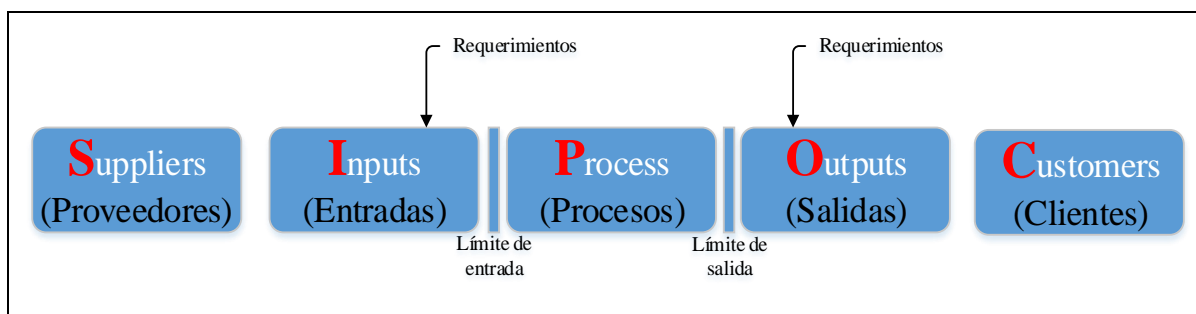 Requerimientos
Requerimientos
Suppliers
(Proveedores)
Inputs
(Entradas)
Process
(Procesos)
Outputs
(Salidas)
Customers
(Clientes)
Límite de
entrada
Límite de
salida